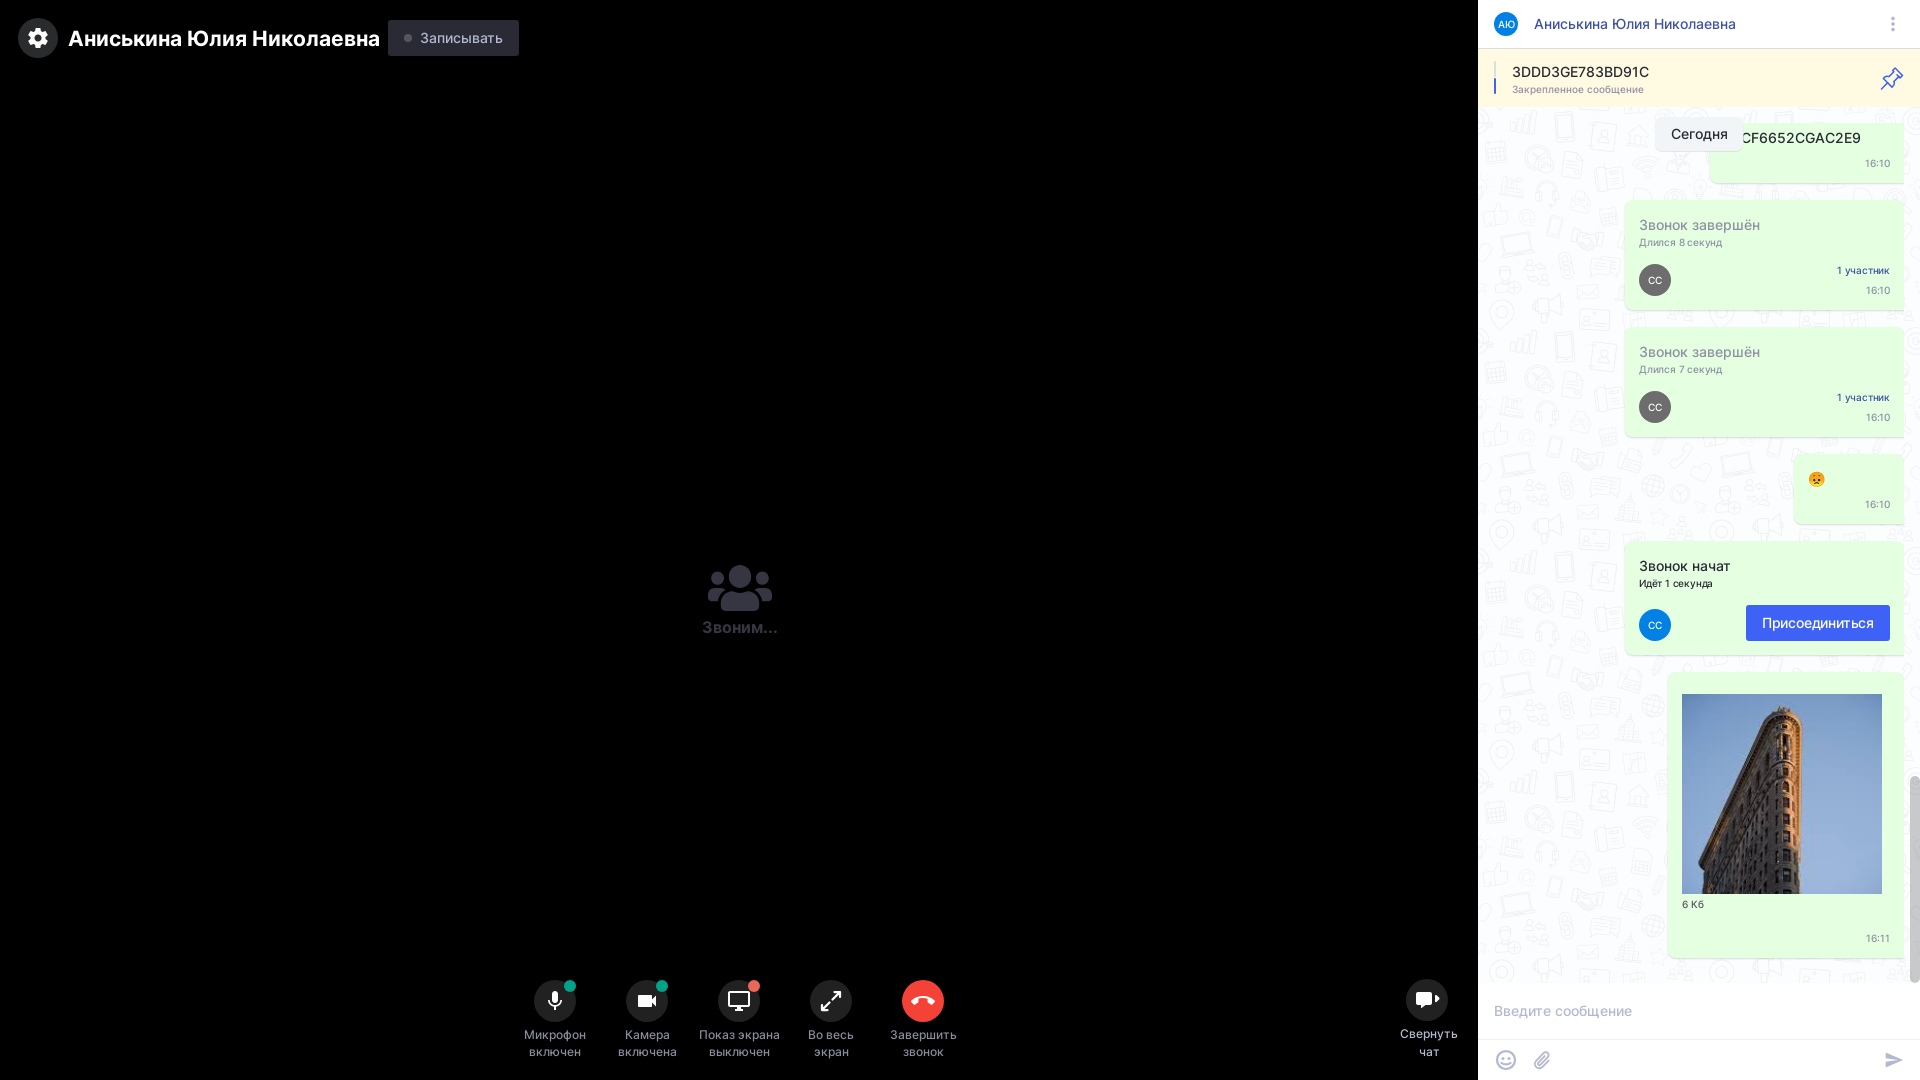 Аниськина Юлия Николаевна
Записывать
Звоним...
Микрофон
включен
Камера
включена
Показ экрана
выключен
Во весь
экран
Завершить
звонок
Свернуть
чат
АЮ
Аниськина Юлия Николаевна
3DDD3GE783BD91C
Закрепленное сообщение
Сегодня
CF6652CGAC2E9
16:10
Звонок завершён
Длился 8 секунд
СС
1 участник
16:10
Звонок завершён
Длился 7 секунд
СС
1 участник
16:10
16:10
Звонок начат
Идёт 1 секунда
СС
Присоединиться
6 Кб
16:11
Введите сообщение